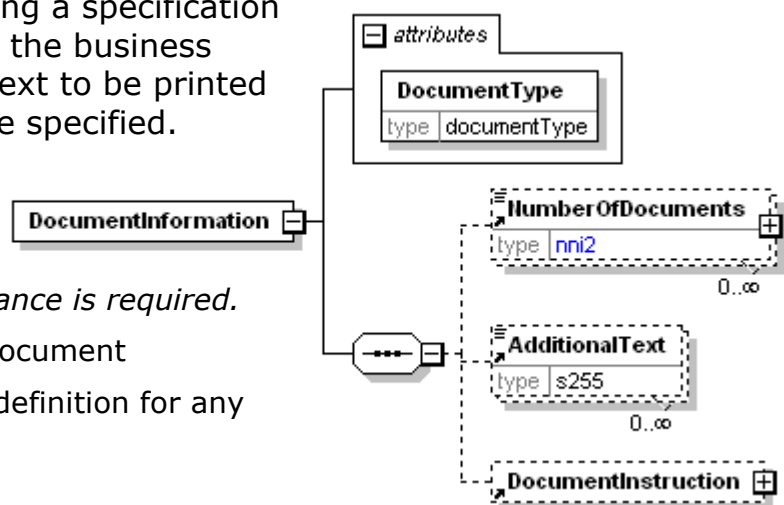 ng a specification
the business
ext to be printed
e specified.
attributes
DocumentType
type documentType
DocumentInformation
NumberOfDocuments
type nni2
0..∞
ance is required.
ocument
definition for any
AdditionalText
type s255
0..∞
DocumentInstruction